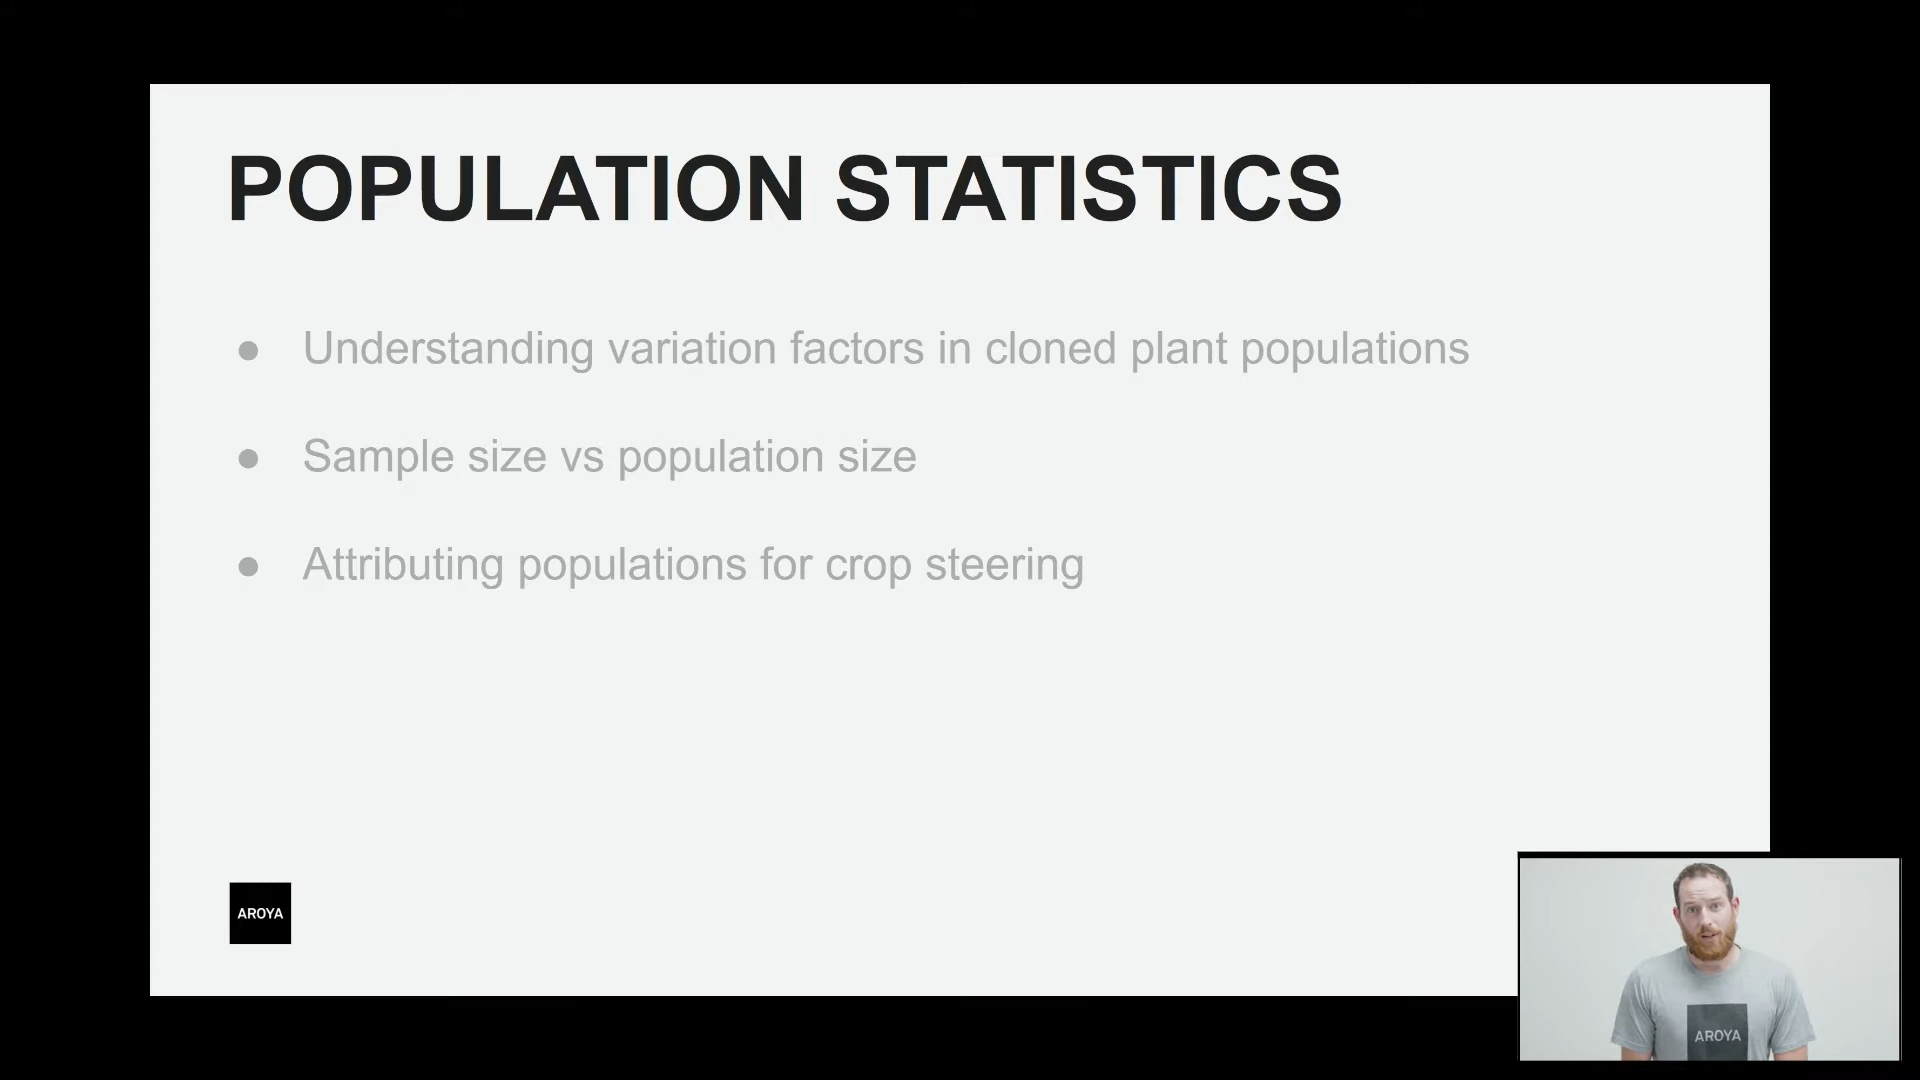 POPULATION STATISTICS
● Understanding variation factors in cloned plant populations
● Sample size vs population size
● Attributing populations for crop steering
AROYA
AROYA